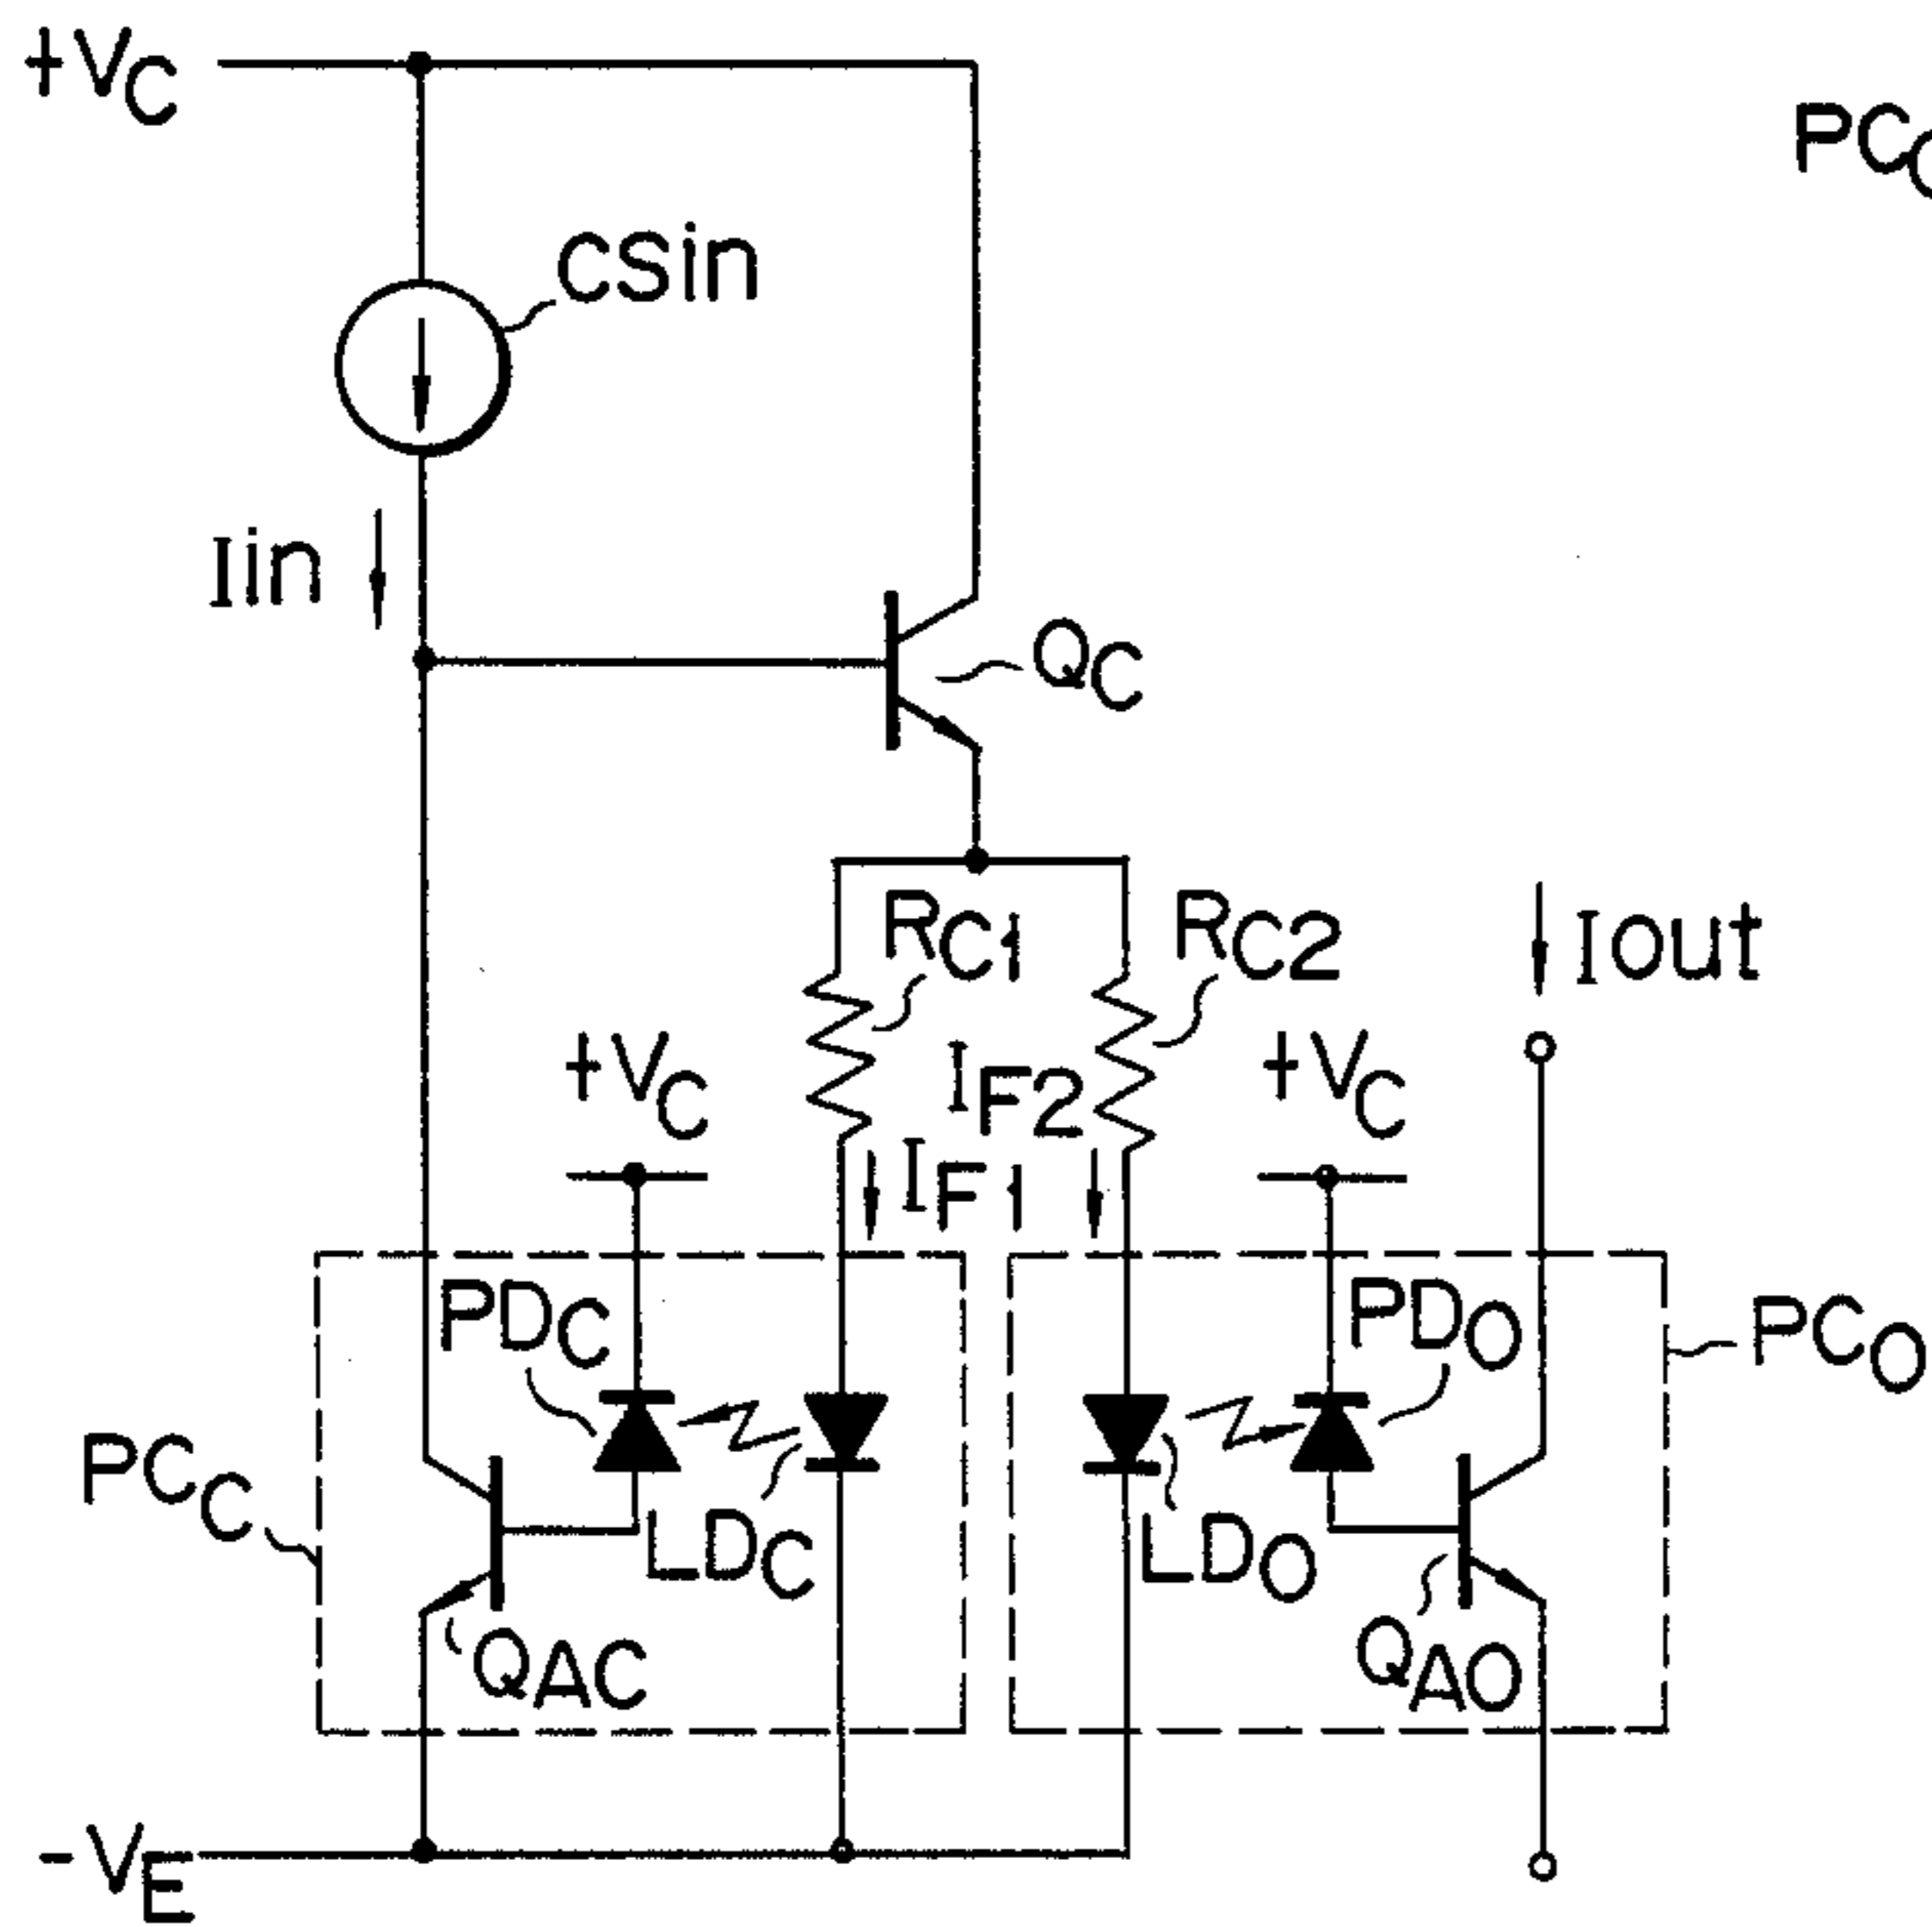 +VC
PC
CSin
Iin
QC
RC1
RC2
Iout
+VC
IF2
+VC
IF1
PDC
PDO
PCO
PCC
LDC
LDO
QAC
QAO
-VE